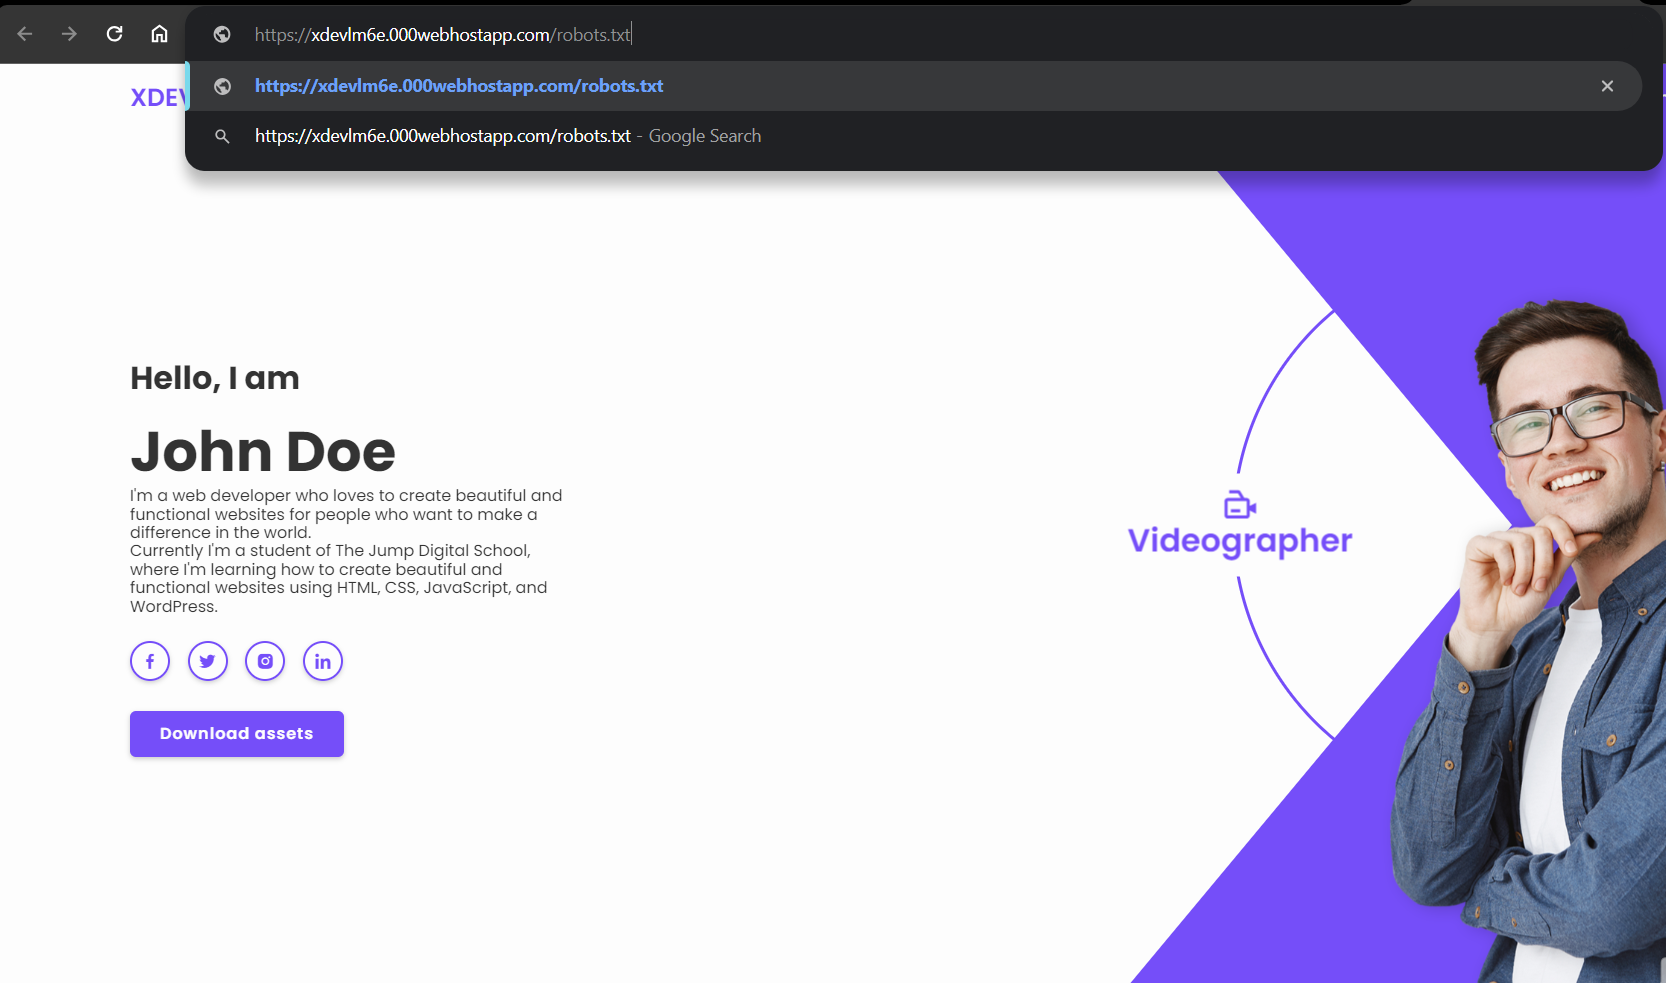 https://xdevlm6e.000webhostapp.com/robots.txt
https://xdevlm6e.000webhostapp.com/robots.txt
https://xdevlm6e.000webhostapp.com/robots.txt - Google Search
XDEV
Hello, I am
John Doe
I'm a web developer who loves to create beautiful and
functional websites for people who want to make a
difference in the world.
Currently I'm a student of The Jump Digital School,
where I'm learning how to create beautiful and
functional websites using HTML, CSS, JavaScript, and
WordPress.
Download assets
Videographer